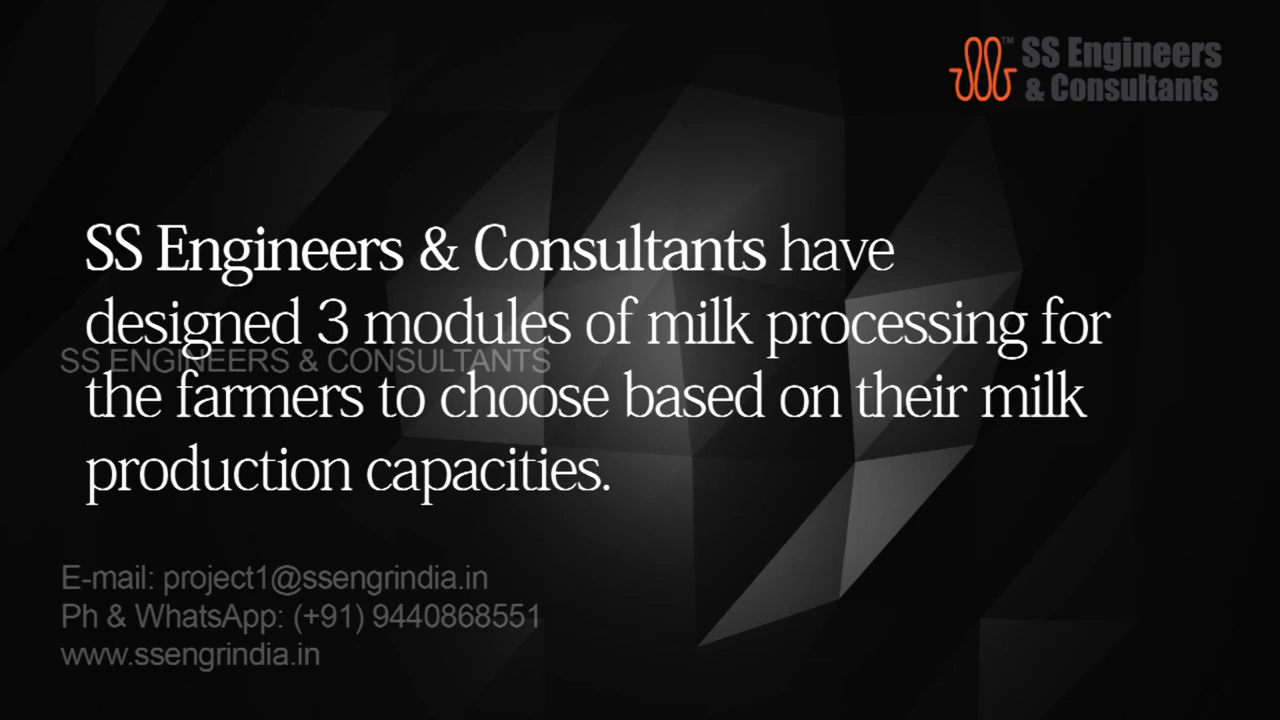 SS Engineers
& Consultants
TM
SS Engineers & Consultants have
designed 3 modules of milk processing for
SS ENGINEERS & CONSULTANTS
the farmers to choose based on their milk
production capacities.
E-mail: project1@ssengrindia.in
Ph & WhatsApp: (+91) 9440868551
www.ssengrindia.in